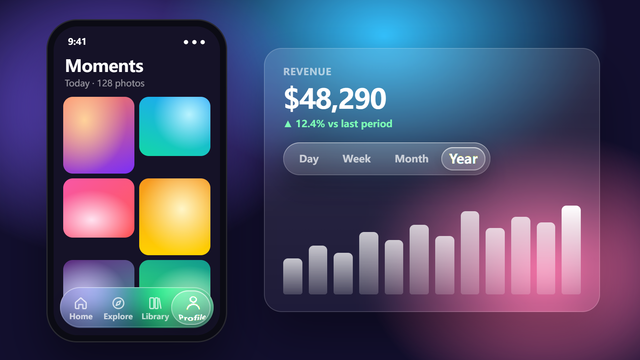 9:41
Moments
Today · 128 photos
Home Explore Library Profile
REVENUE
$48,290
▲ 12.4% vs last period
Day Week Month Year